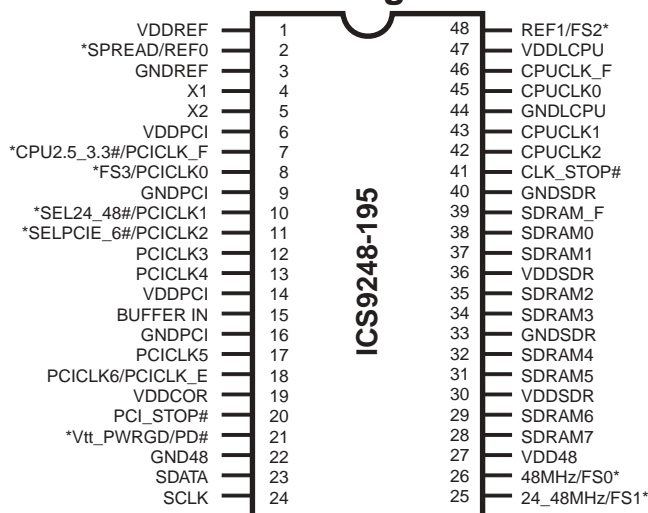 VDDREF 1 48 REF1/FS2*
*SPREAD/REF0 2 47 VDDLCPU
GNDREF 3 46 CPUCLK_F
X1 4 45 CPUCLK0
X2 5 44 GNDLCPU
VDDPCI 6 43 CPUCLK1
*CPU2.5_3.3#/PCICLK_F 7 42 CPUCLK2
*FS3/PCICLK0 8 41 CLK_STOP#
GNDPCI 9 40 GNDSDR
*SEL24_48#/PCICLK1 10 39 SDRAM_F
*SELPCIE_6#/PCICLK2 11 38 SDRAM0
PCICLK3 12 37 SDRAM1
PCICLK4 13 36 VDDSDR
VDDPCI 14 35 SDRAM2
BUFFER IN 15 34 SDRAM3
GNDPCI 16 33 GNDSDR
PCICLK5 17 32 SDRAM4
PCICLK6/PCICLK_E 18 31 SDRAM5
VDDCOR 19 30 VDDSDR
PCI_STOP# 20 29 SDRAM6
*Vtt_PWRGD/PD# 21 28 SDRAM7
GND48 22 27 VDD48
SDATA 23 26 48MHz/FS0*
SCLK 24 25 24_48MHz/FS1*
ICS9248-195